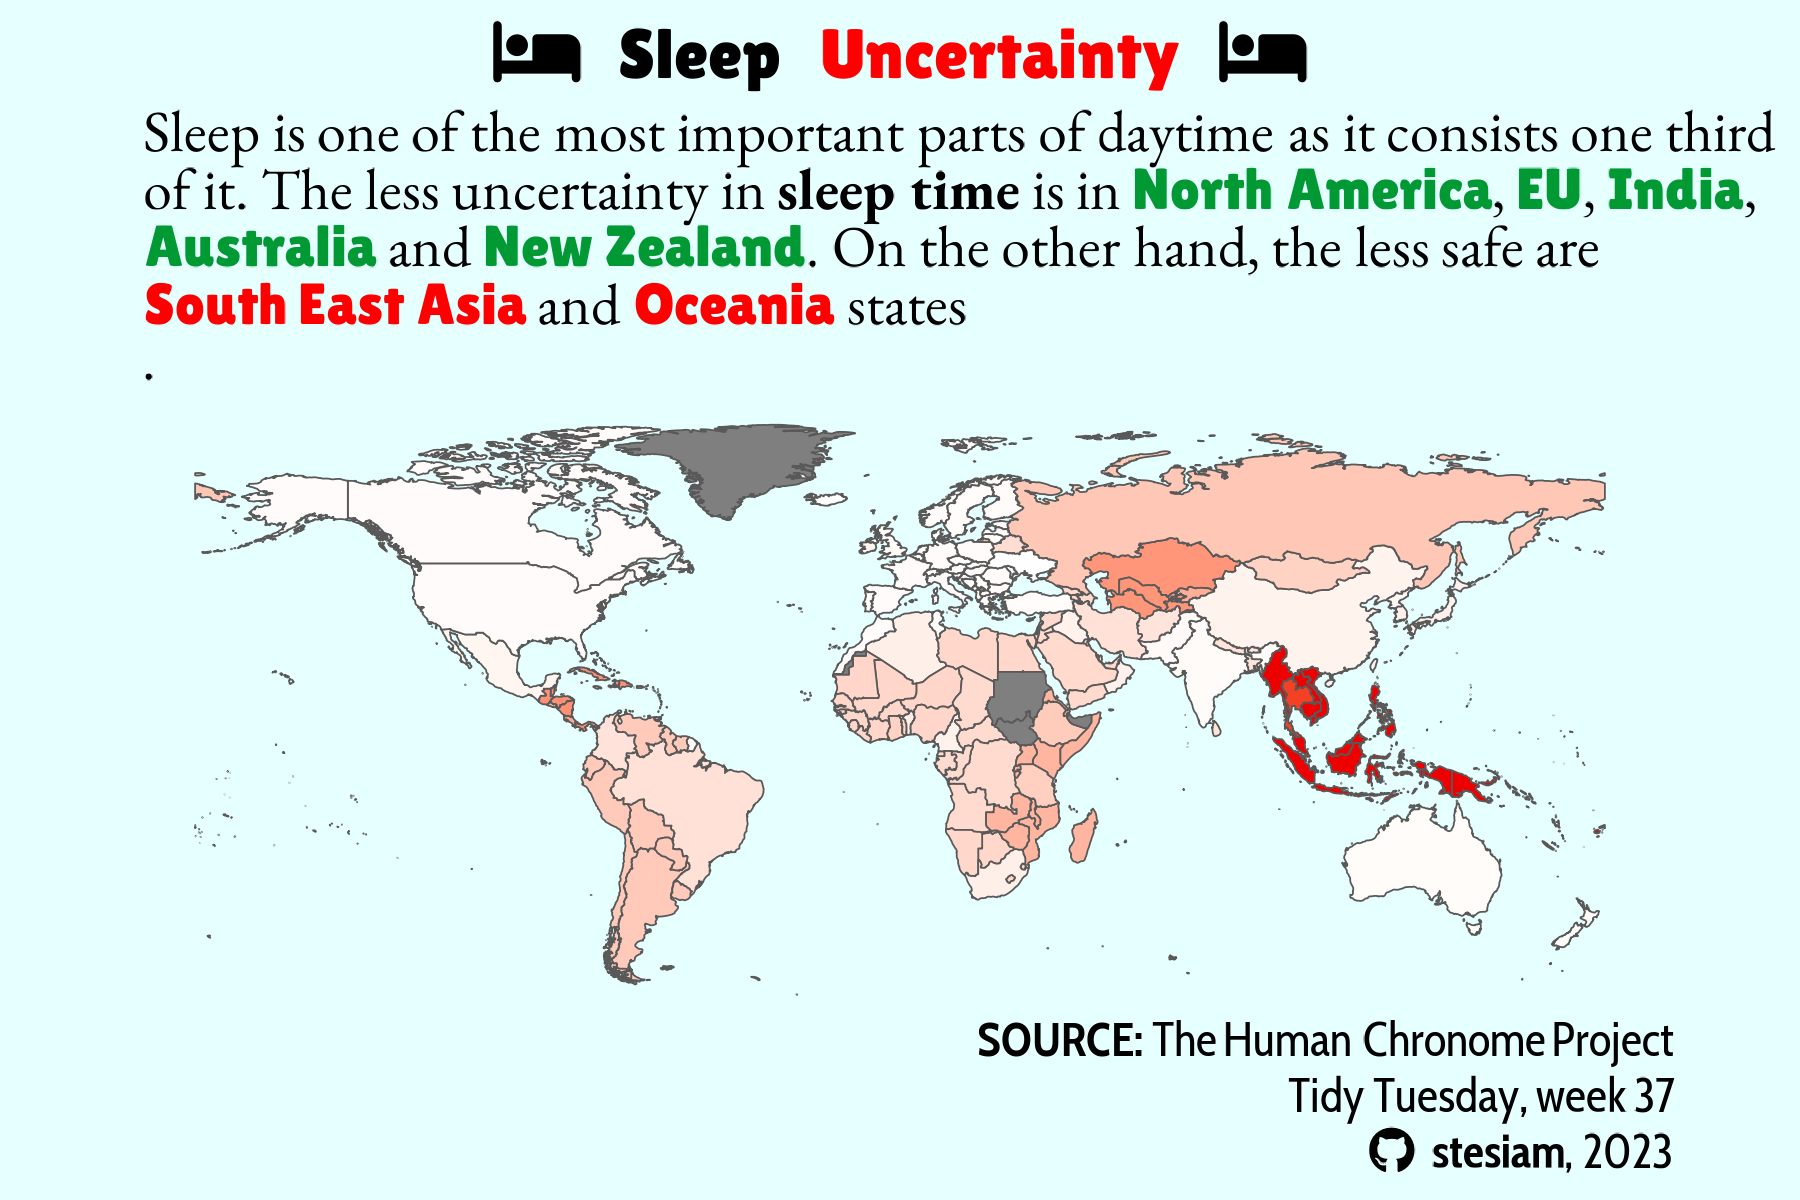 Sleep Uncertainty
Sleep is one of the most important parts of daytime as it consists one third
of it. The less uncertainty in sleep time is in North America, EU, India,
Australia and New Zealand. On the other hand, the less safe are
South East Asia and Oceania states
.
SOURCE: The Human Chronome Project
Tidy Tuesday, week 37
stesiam, 2023